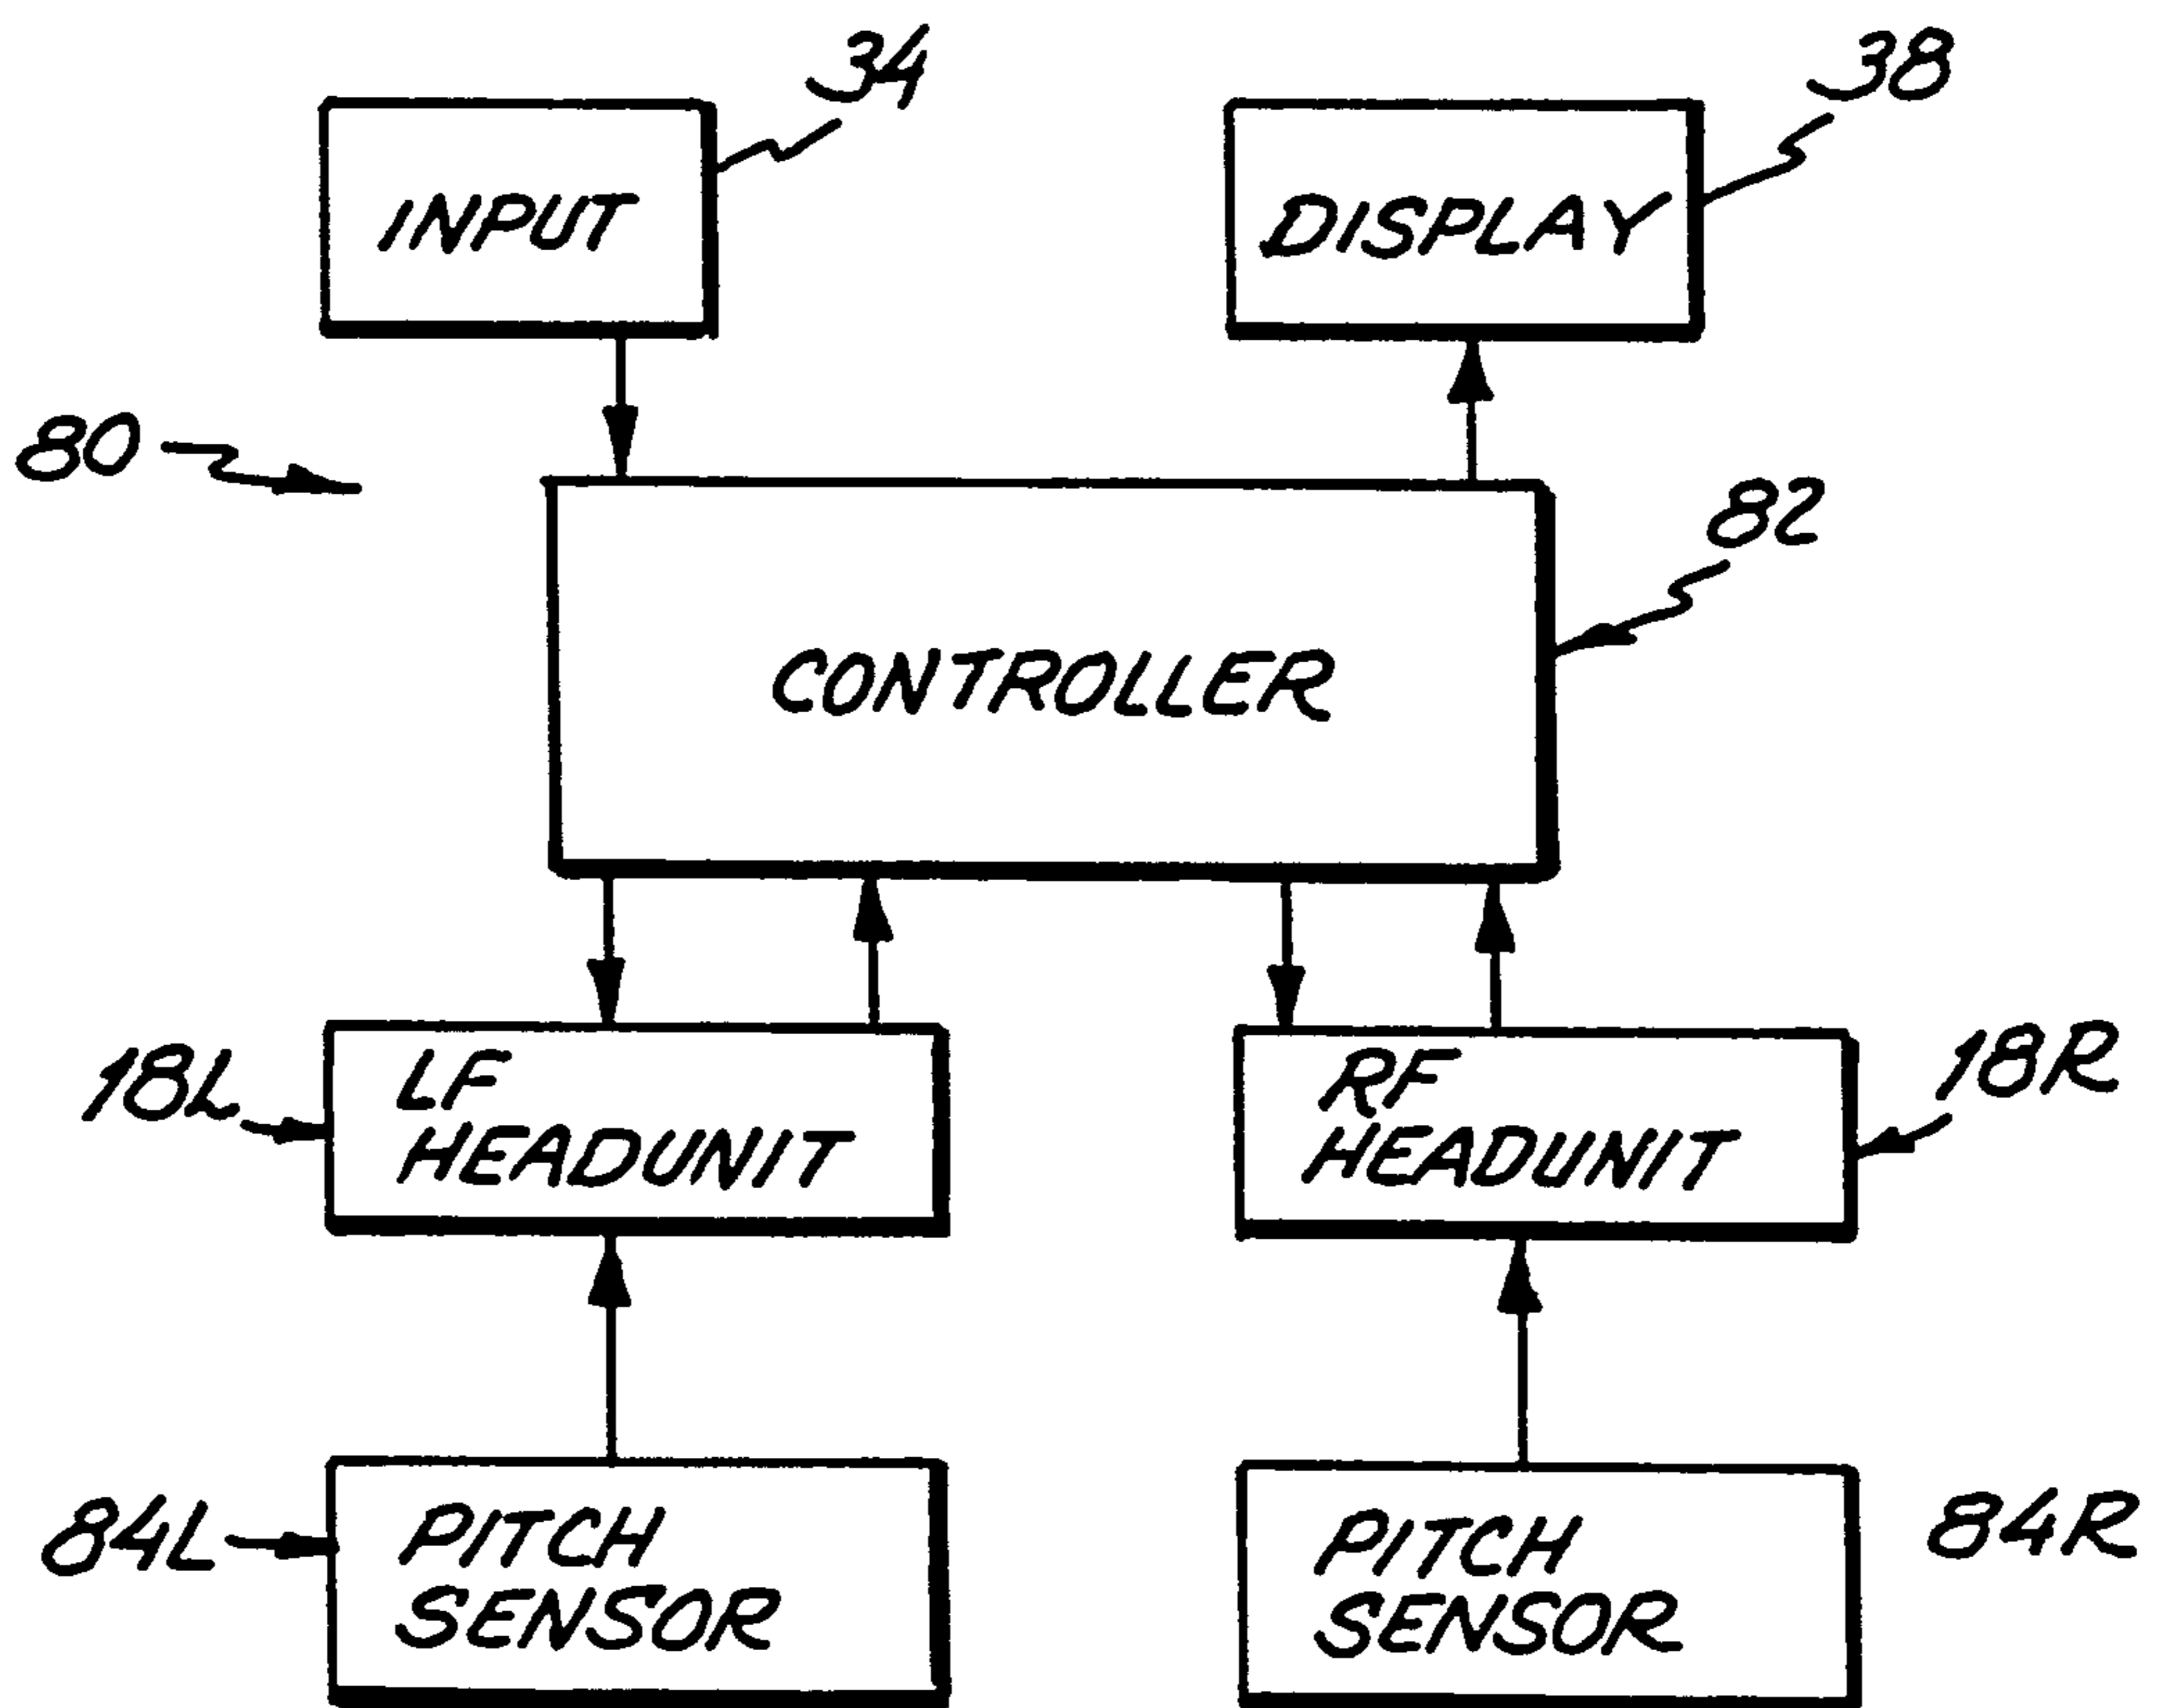 34
38
INPUT
DISPLAY
80
82
CONTROLLER
18L
LF
HEADUNIT
RF
HEADUNIT
18R
84L
PITCH
SENSOR
PITCH
SENSOR
84R